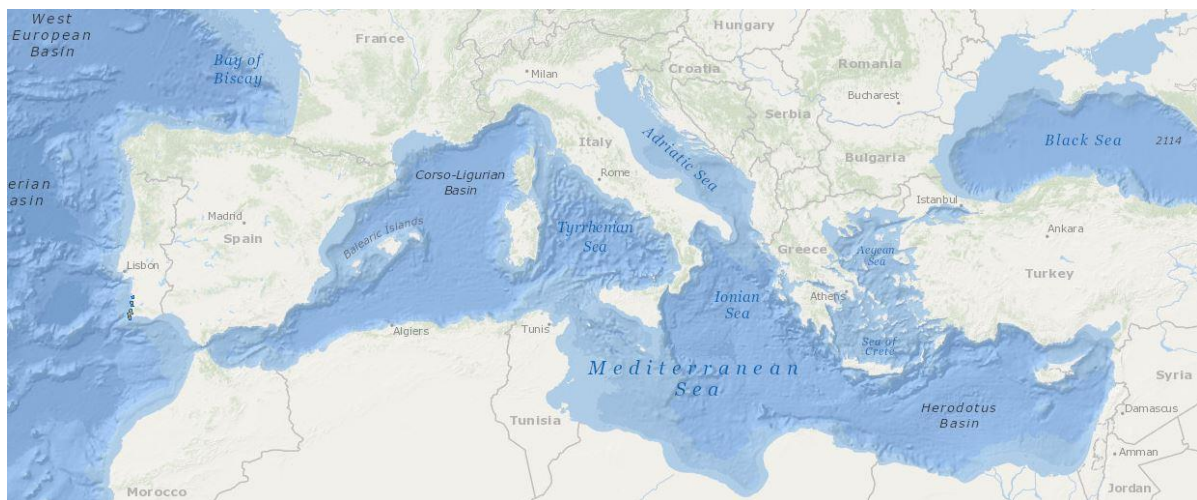 West
European
Basin
Bay of
Biscay
France
Hungary
Milan
Croatia
Romania
Bucharest
Serbia
Italy
Adriatic Sea
Black Sea
2114
Corso-Ligurian
Basin
Rome
Bulgaria
erian
asin
Istanbul
Madrid
Spain
Balearic Islands
Tyrrhenian
Sea
Greece
Aegean
Sea
Ankara
Turkey
Lisbon
Athens
Ionian
Sea
Algiers
Tunis
Sea of
Crete
Mediterranean
Sea
Syria
Herodotus
Basin
Damascus
Tunisia
Amman
Jordan
Morocco